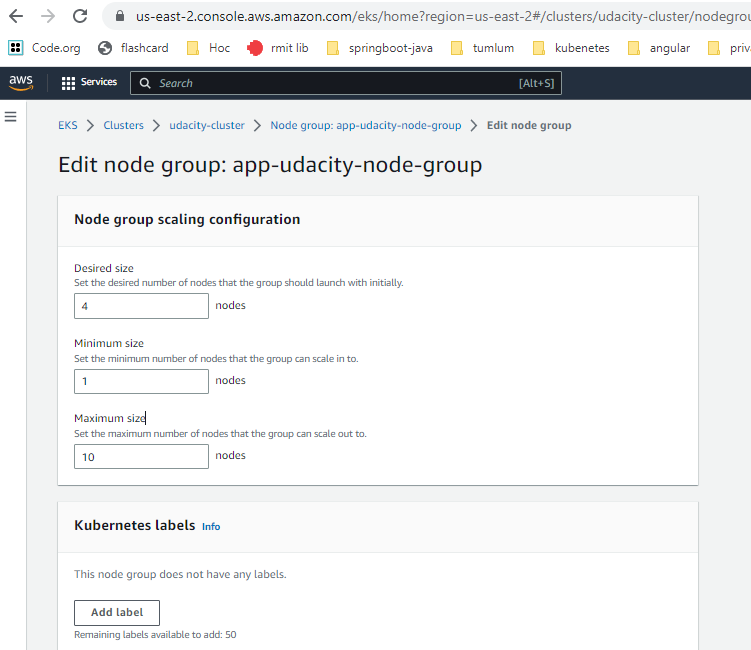 us-east-2.console.aws.amazon.com/eks/home?region=us-east-2#/clusters/udacity-cluster/nodegrou
Code.org flashcard Hoc rmit lib springboot-java tumlum kubenetes angular priv
aws Services Search [Alt+S]
EKS Clusters udacity-cluster Node group: app-udacity-node-group Edit node group
Edit node group: app-udacity-node-group
Node group scaling configuration
Desired size
Set the desired number of nodes that the group should launch with initially.
4 nodes
Minimum size
Set the minimum number of nodes that the group can scale in to.
1 nodes
Maximum size
Set the maximum number of nodes that the group can scale out to.
10 nodes
Kubernetes labels Info
This node group does not have any labels.
Add label
Remaining labels available to add: 50